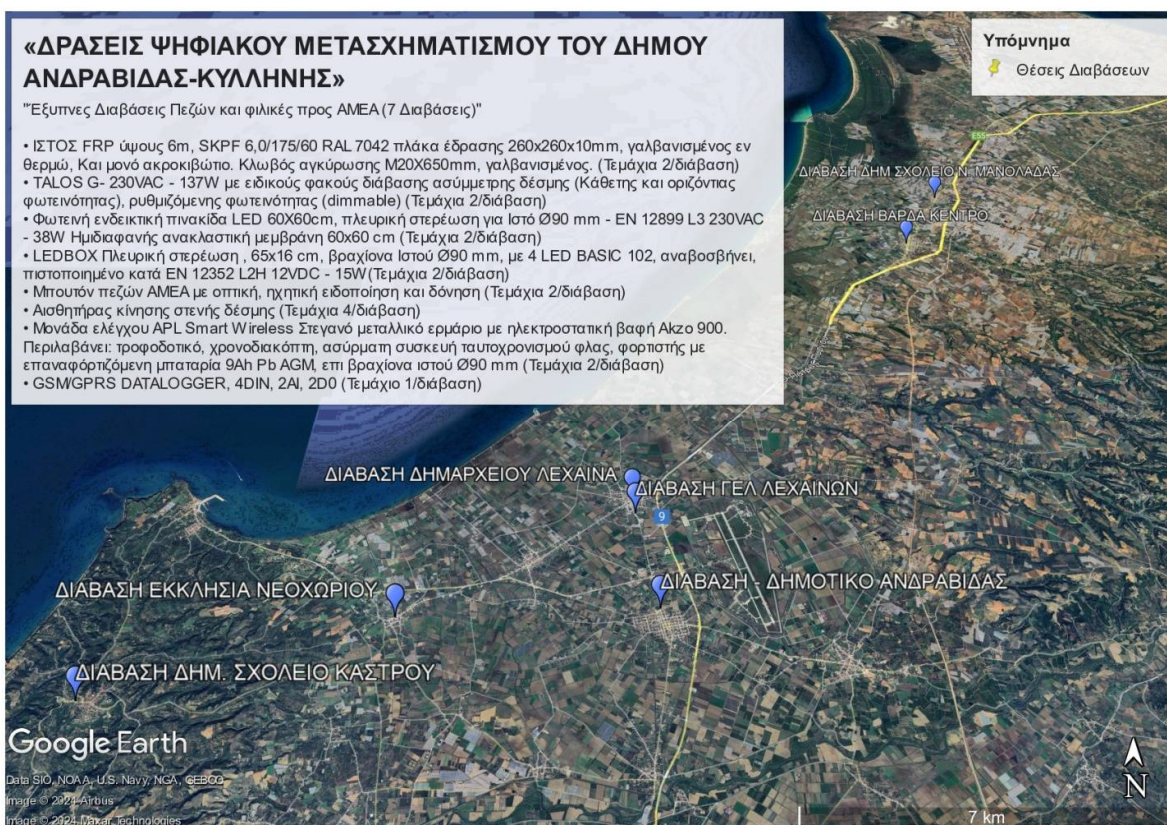 «ΔΡΑΣΕΙΣ ΨΗΦΙΑΚΟΥ ΜΕΤΑΣΧΗΜΑΤΙΣΜΟΥ ΤΟΥ ΔΗΜΟΥ
ΑΝΔΡΑΒΙΔΑΣ-ΚΥΛΛΗΝΗΣ»
"Έξυπνες Διαβάσεις Πεζών και φιλικές προς ΑΜΕΑ (7 Διαβάσεις)"
• ΙΣΤΟΣ FRP ύψους 6m, SKPF 6,0/175/60 RAL 7042 πλάκα έδρασης 260x260x10mm, γαλβανισμένος εν
θερμώ, Και μονό ακροκιβώτιο. Κλωβός αγκύρωσης M20X650mm, γαλβανισμένος. (Τεμάχια 2/διάβαση)
• TALOS G- 230VAC - 137W με ειδικούς φακούς διάβασης ασύμμετρης δέσμης (Κάθετης και οριζόντιας
φωτεινότητας), ρυθμιζόμενης φωτεινότητας (dimmable) (Τεμάχια 2/διάβαση)
• Φωτεινή ενδεικτική πινακίδα LED 60X60cm, πλευρική στερέωση για Ιστό Ø90 mm - EN 12899 L3 230VAC
- 38W Ημιδιαφανής ανακλαστική μεμβράνη 60x60 cm (Τεμάχια 2/διάβαση)
• LEDBOX Πλευρική στερέωση , 65x16 cm, βραχίονα Ιστού Ø90 mm, με 4 LED BASIC 102, αναβοσβήνει,
πιστοποιημένο κατά EN 12352 L2H 12VDC - 15W(Τεμάχια 2/διάβαση)
• Μπουτόν πεζών ΑΜΕΑ με οπτική, ηχητική ειδοποίηση και δόνηση (Τεμάχια 2/διάβαση)
• Αισθητήρας κίνησης στενής δέσμης (Τεμάχια 4/διάβαση)
• Μονάδα ελέγχου APL Smart Wireless Στεγανό μεταλλικό ερμάριο με ηλεκτροστατική βαφή Akzo 900.
Περιλαβάνει: τροφοδοτικό, χρονοδιακόπτη, ασύρματη συσκευή ταυτοχρονισμού φλας, φορτιστής με
επαναφόρτιζόμενη μπαταρία 9Ah Pb AGM, επι βραχίονα ιστού Ø90 mm (Τεμάχια 2/διάβαση)
• GSM/GPRS DATALOGGER, 4DIN, 2AI, 2D0 (Τεμάχιο 1/διάβαση)
Υπόμνημα
Θέσεις Διαβάσεων
E55
ΔΙΑΒΑΣΗ ΔΗΜ ΣΧΟΛΕΙΟ Ν. ΜΑΝΟΛΑΔΑΣ
ΔΙΑΒΑΣΗ ΒΑΡΔΑ ΚΕΝΤΡΟ
ΔΙΑΒΑΣΗ ΔΗΜΑΡΧΕΙΟΥ ΛΕΧΑΙΝΑ
ΔΙΑΒΑΣΗ ΓΕΛ ΛΕΧΑΙΝΩΝ
9
ΔΙΑΒΑΣΗ ΕΚΚΛΗΣΙΑ ΝΕΟΧΩΡΙΟΥ
ΔΙΑΒΑΣΗ - ΔΗΜΟΤΙΚΟ ΑΝΔΡΑΒΙΔΑΣ
ΔΙΑΒΑΣΗ ΔΗΜ. ΣΧΟΛΕΙΟ ΚΑΣΤΡΟΥ
Google Earth
Data SIO, NOAA, U.S. Navy, NGA, GEBCO
Image © 2024 Airbus
Image © 2024 Maxar Technologies
N
7 km